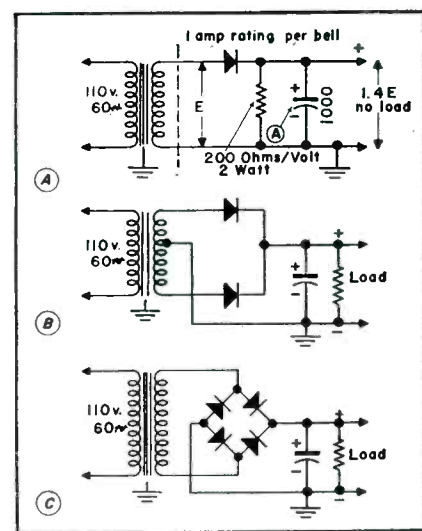 1 amp rating per bell
+
110 v.
60~
E
+
-
A
1000
1.4E
no load
200 Ohms/Volt
2 Watt
A
110 v.
60~
+
-
+
Load
-
B
110 v.
60~
+
-
+
Load
-
C